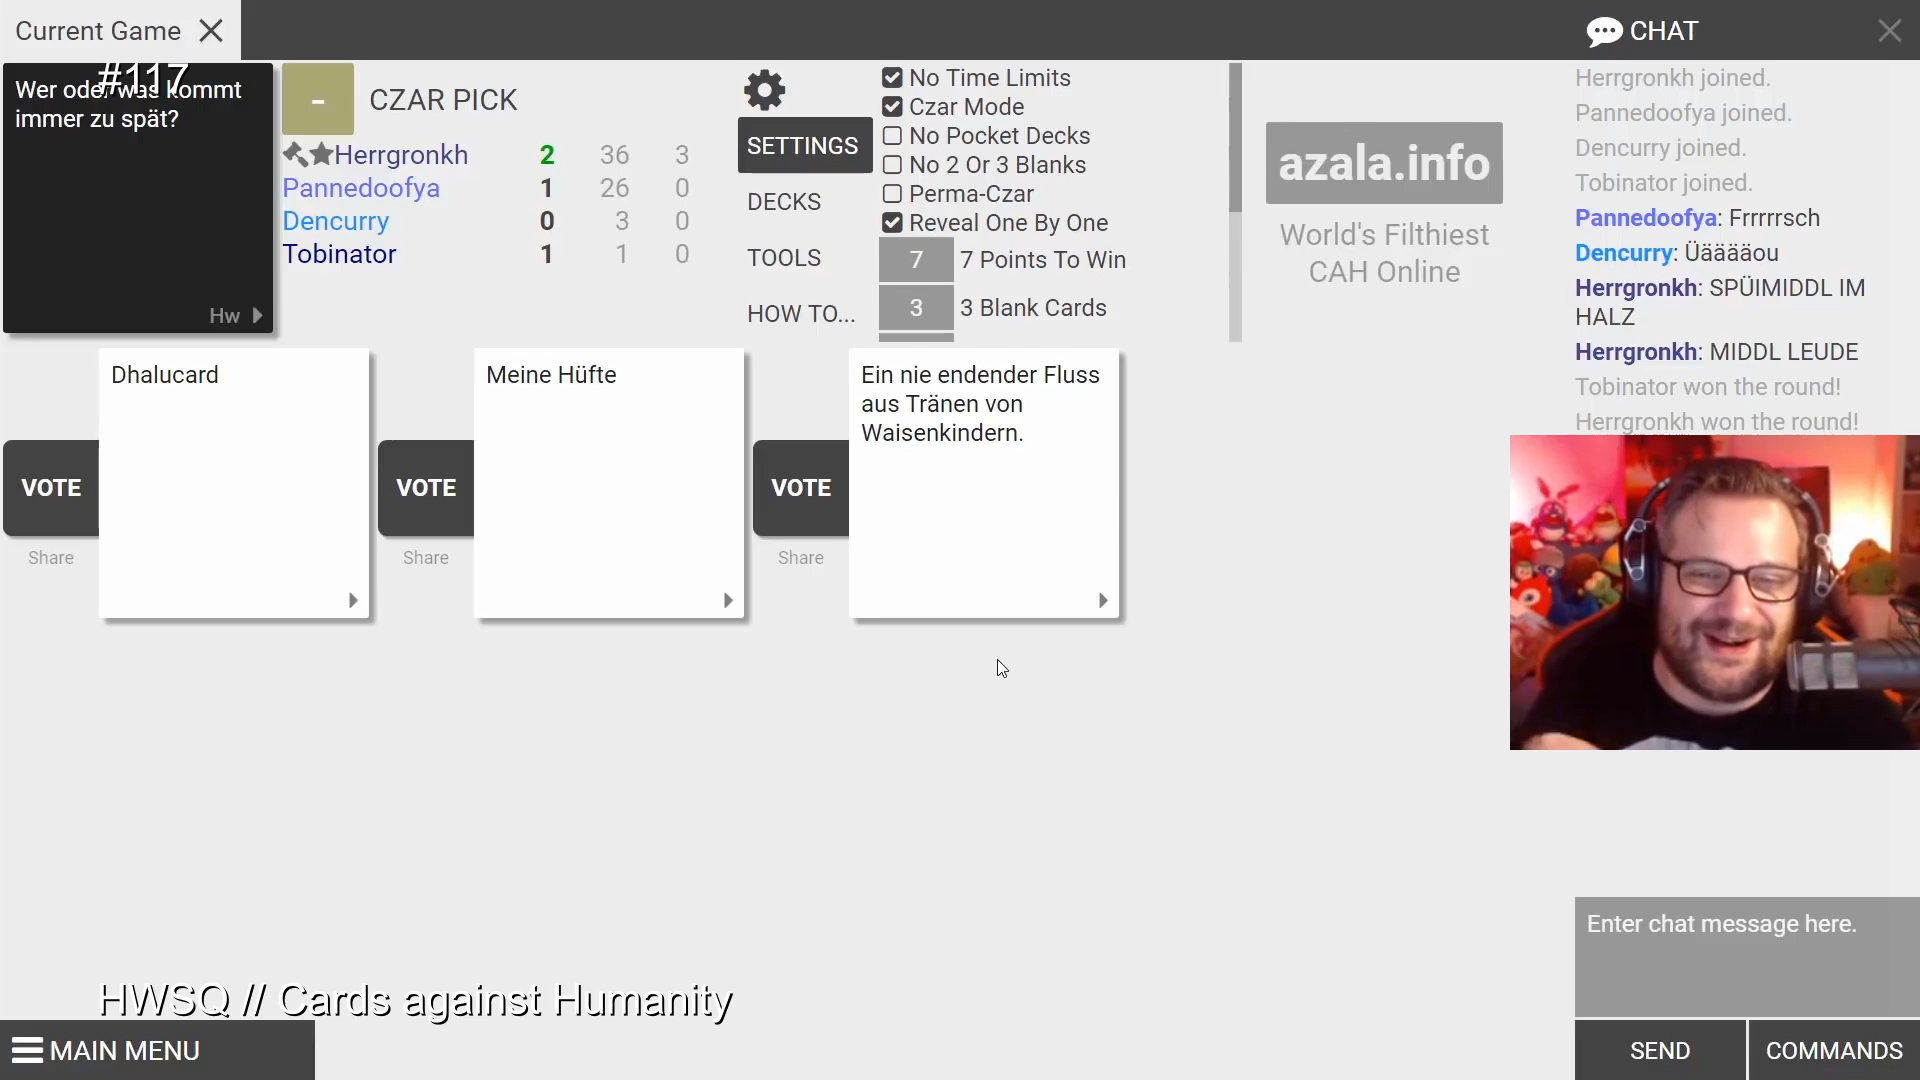 Current Game
CHAT
#117
Wer oder was kommt
immer zu spät?
Hw
-
CZAR PICK
Herrgronkh 2 36 3
Pannedoofya 1 26 0
Dencurry 0 3 0
Tobinator 1 1 0
SETTINGS
DECKS
TOOLS
HOW TO...
No Time Limits
Czar Mode
No Pocket Decks
No 2 Or 3 Blanks
Perma-Czar
Reveal One By One
7 7 Points To Win
3 3 Blank Cards
azala.info
World's Filthiest
CAH Online
Herrgronkh joined.
Pannedoofya joined.
Dencurry joined.
Tobinator joined.
Pannedoofya: Frrrrrsch
Dencurry: Üääääou
Herrgronkh: SPÜIMIDDL IM
HALZ
Herrgronkh: MIDDL LEUDE
Tobinator won the round!
Herrgronkh won the round!
VOTE
Share
Dhalucard
VOTE
Share
Meine Hüfte
VOTE
Share
Ein nie endender Fluss
aus Tränen von
Waisenkindern.
Enter chat message here.
HWSQ // Cards against Humanity
MAIN MENU
SEND
COMMANDS